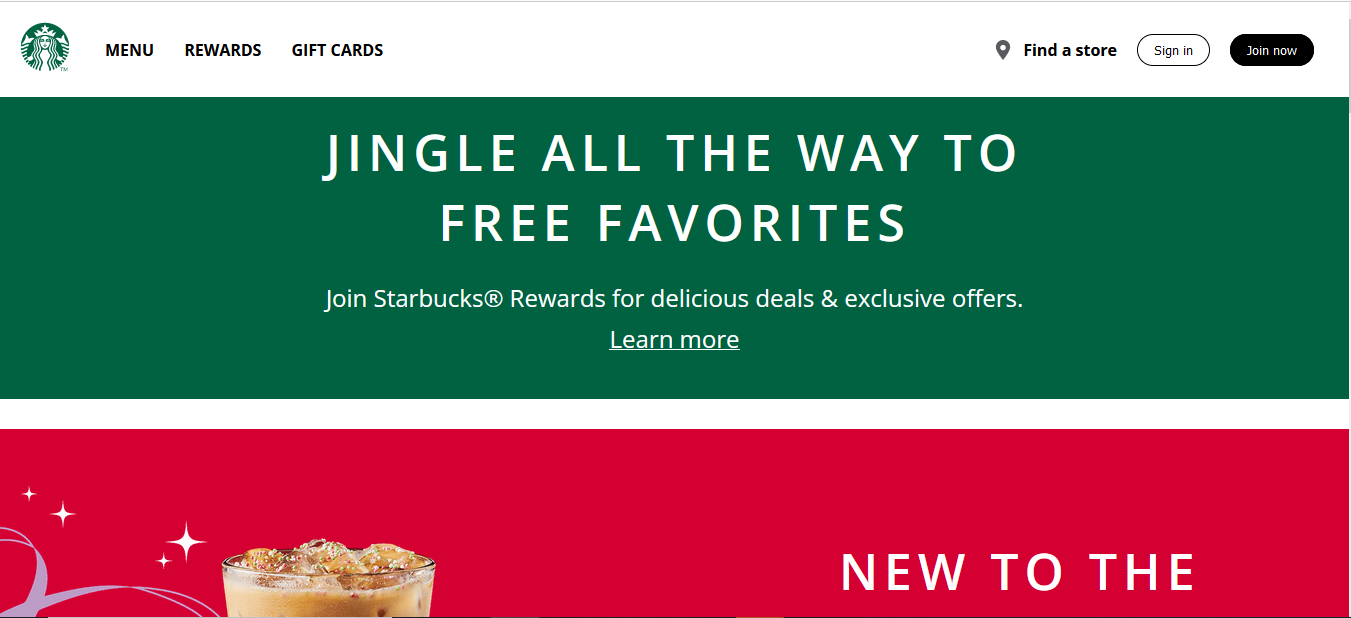 MENU REWARDS GIFT CARDS Find a store Sign in Join now
JINGLE ALL THE WAY TO
FREE FAVORITES
Join Starbucks® Rewards for delicious deals & exclusive offers.
Learn more
NEW TO THE